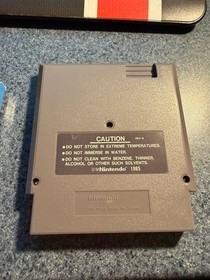 CAUTION
● DO NOT STORE IN EXTREME TEMPERATURES.
● DO NOT IMMERSE IN WATER.
● DO NOT CLEAN WITH BENZENE, THINNER,
ALCOHOL OR OTHER SUCH SOLVENTS.
©Nintendo 1985